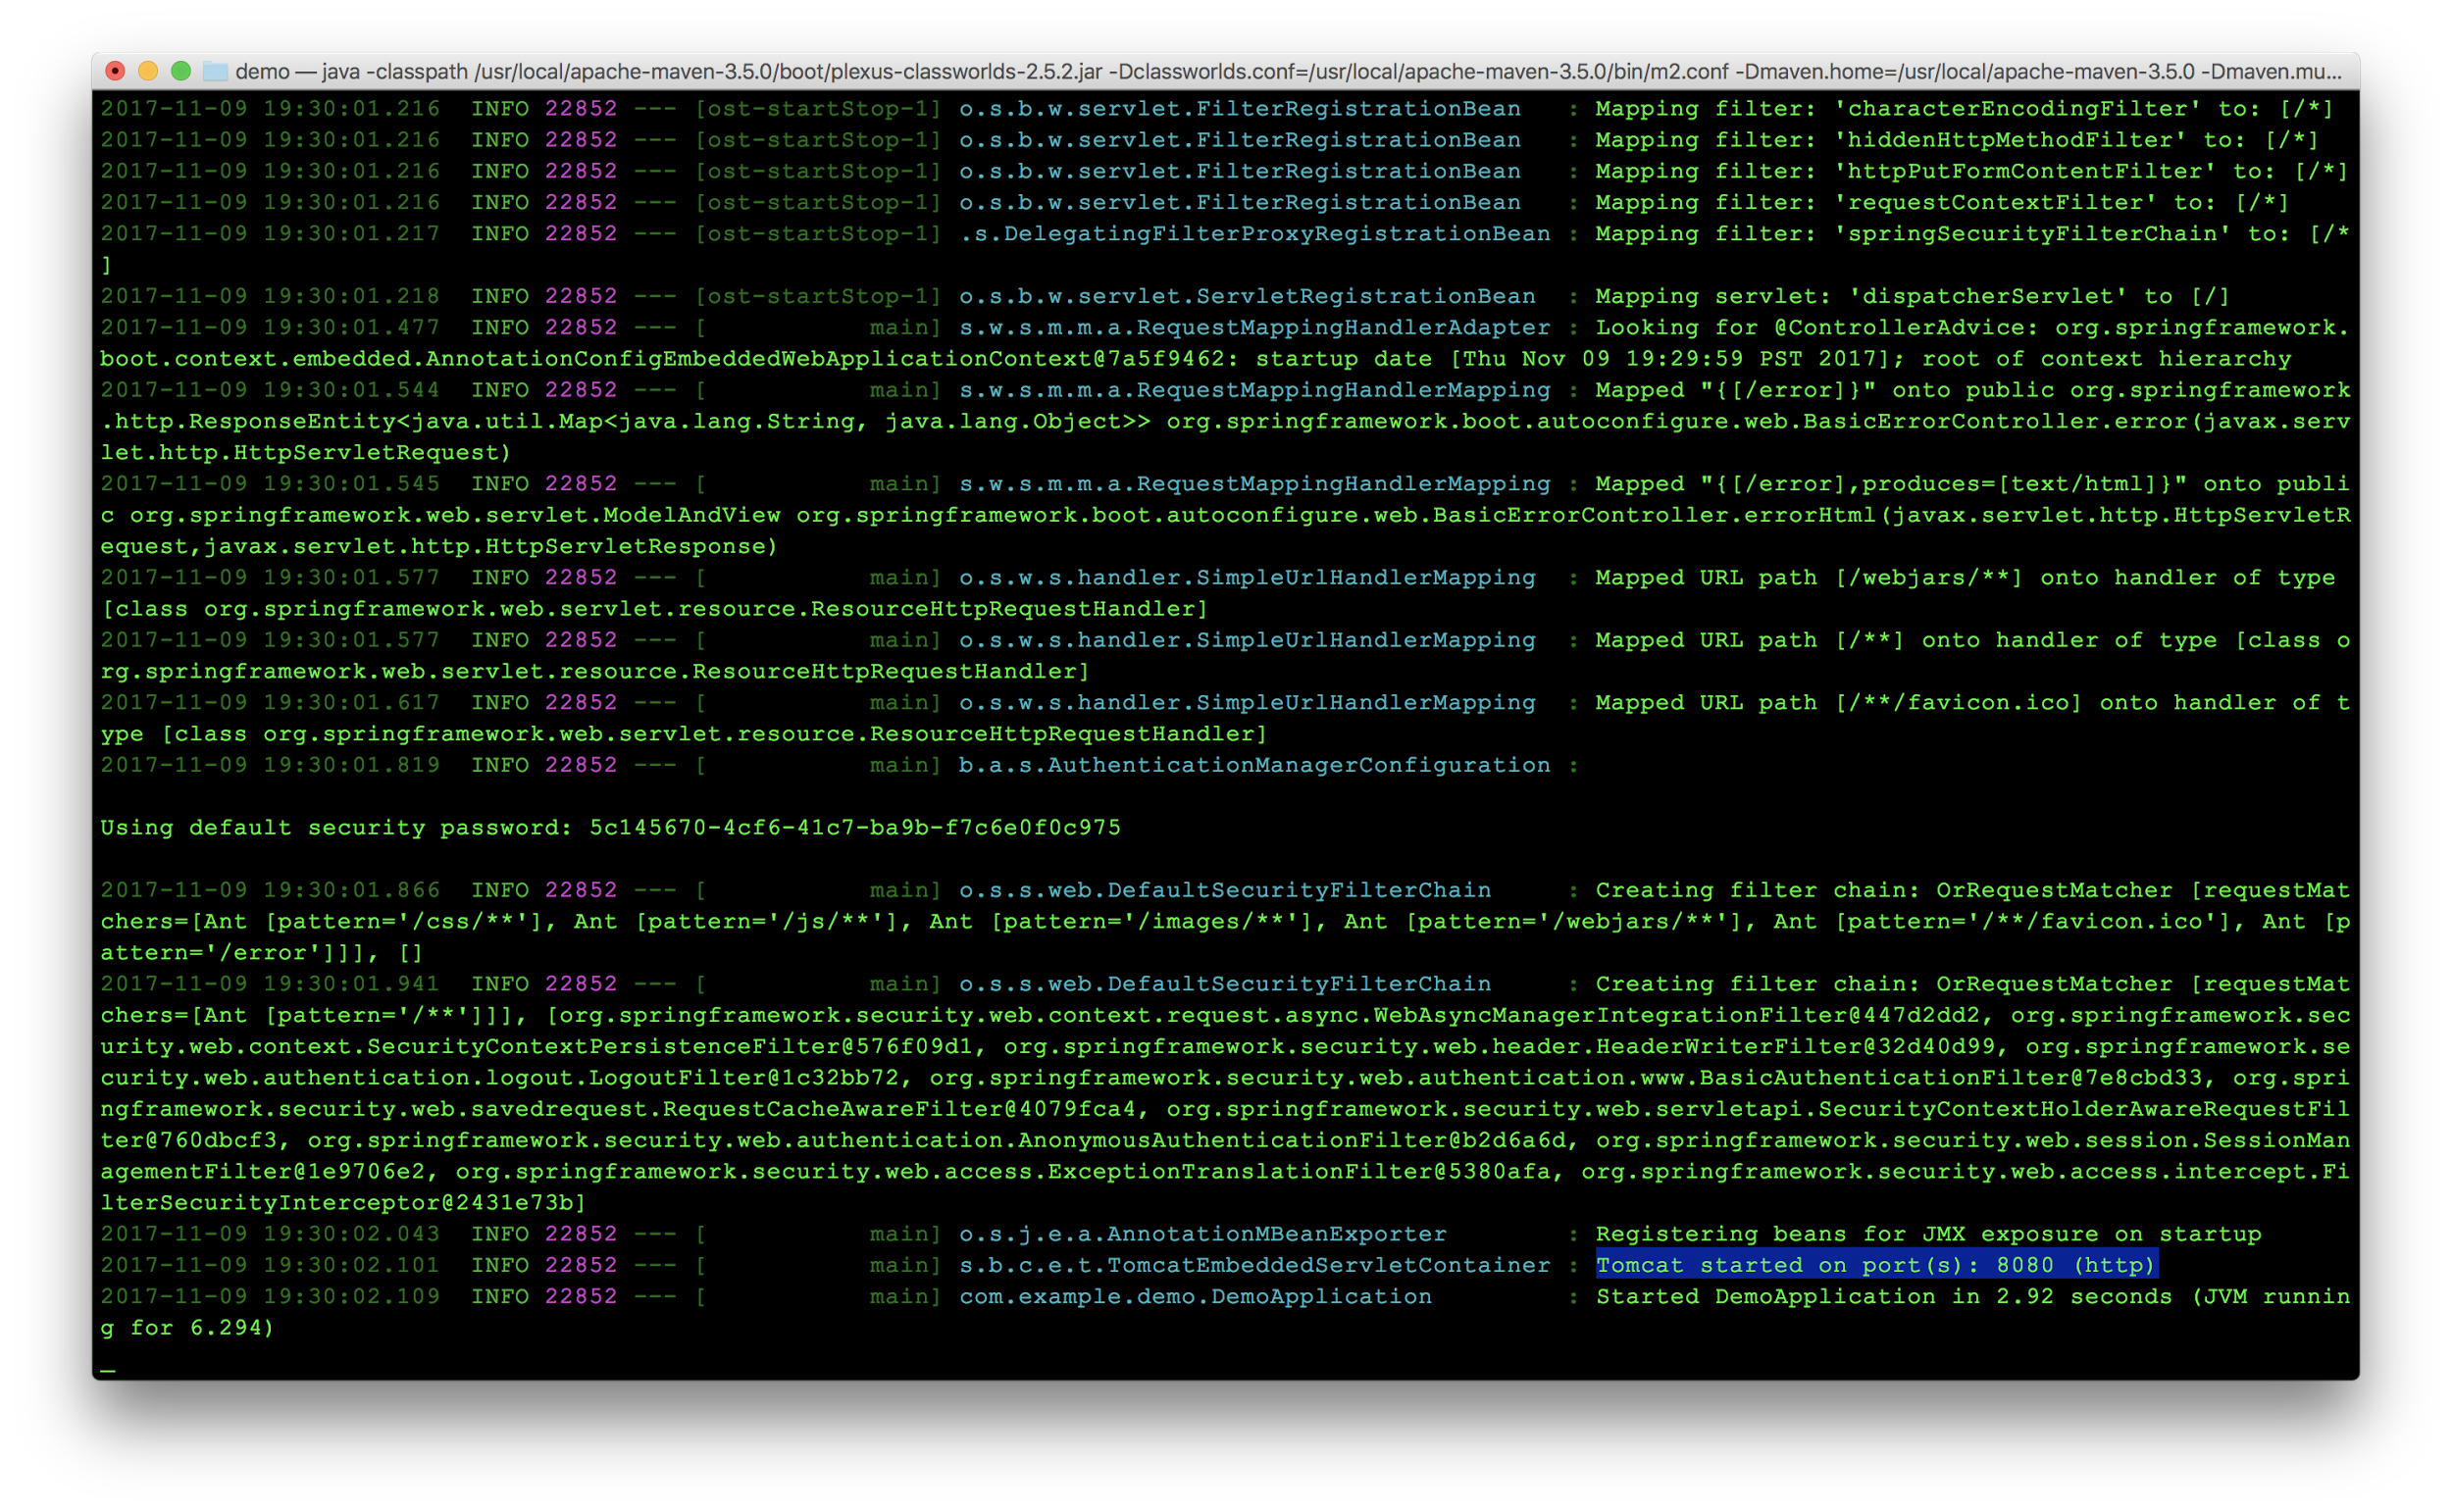 demo — java -classpath /usr/local/apache-maven-3.5.0/boot/plexus-classworlds-2.5.2.jar -Dclassworlds.conf=/usr/local/apache-maven-3.5.0/bin/m2.conf -Dmaven.home=/usr/local/apache-maven-3.5.0 -Dmaven.mu...
2017-11-09 19:30:01.216  INFO 22852 --- [ost-startStop-1] o.s.b.w.servlet.FilterRegistrationBean   : Mapping filter: 'characterEncodingFilter' to: [/*]
2017-11-09 19:30:01.216  INFO 22852 --- [ost-startStop-1] o.s.b.w.servlet.FilterRegistrationBean   : Mapping filter: 'hiddenHttpMethodFilter' to: [/*]
2017-11-09 19:30:01.216  INFO 22852 --- [ost-startStop-1] o.s.b.w.servlet.FilterRegistrationBean   : Mapping filter: 'httpPutFormContentFilter' to: [/*]
2017-11-09 19:30:01.216  INFO 22852 --- [ost-startStop-1] o.s.b.w.servlet.FilterRegistrationBean   : Mapping filter: 'requestContextFilter' to: [/*]
2017-11-09 19:30:01.217  INFO 22852 --- [ost-startStop-1] .s.DelegatingFilterProxyRegistrationBean : Mapping filter: 'springSecurityFilterChain' to: [/*
]
2017-11-09 19:30:01.218  INFO 22852 --- [ost-startStop-1] o.s.b.w.servlet.ServletRegistrationBean  : Mapping servlet: 'dispatcherServlet' to [/]
2017-11-09 19:30:01.477  INFO 22852 --- [           main] s.w.s.m.m.a.RequestMappingHandlerAdapter : Looking for @ControllerAdvice: org.springframework.
boot.context.embedded.AnnotationConfigEmbeddedWebApplicationContext@7a5f9462: startup date [Thu Nov 09 19:29:59 PST 2017]; root of context hierarchy
2017-11-09 19:30:01.544  INFO 22852 --- [           main] s.w.s.m.m.a.RequestMappingHandlerMapping : Mapped "{[/error]}" onto public org.springframework
.http.ResponseEntity<java.util.Map<java.lang.String, java.lang.Object>> org.springframework.boot.autoconfigure.web.BasicErrorController.error(javax.serv
let.http.HttpServletRequest)
2017-11-09 19:30:01.545  INFO 22852 --- [           main] s.w.s.m.m.a.RequestMappingHandlerMapping : Mapped "{[/error],produces=[text/html]}" onto publi
c org.springframework.web.servlet.ModelAndView org.springframework.boot.autoconfigure.web.BasicErrorController.errorHtml(javax.servlet.http.HttpServletR
equest,javax.servlet.http.HttpServletResponse)
2017-11-09 19:30:01.577  INFO 22852 --- [           main] o.s.w.s.handler.SimpleUrlHandlerMapping  : Mapped URL path [/webjars/**] onto handler of type
[class org.springframework.web.servlet.resource.ResourceHttpRequestHandler]
2017-11-09 19:30:01.577  INFO 22852 --- [           main] o.s.w.s.handler.SimpleUrlHandlerMapping  : Mapped URL path [/**] onto handler of type [class o
rg.springframework.web.servlet.resource.ResourceHttpRequestHandler]
2017-11-09 19:30:01.617  INFO 22852 --- [           main] o.s.w.s.handler.SimpleUrlHandlerMapping  : Mapped URL path [/**/favicon.ico] onto handler of t
ype [class org.springframework.web.servlet.resource.ResourceHttpRequestHandler]
2017-11-09 19:30:01.819  INFO 22852 --- [           main] b.a.s.AuthenticationManagerConfiguration :
Using default security password: 5c145670-4cf6-41c7-ba9b-f7c6e0f0c975
2017-11-09 19:30:01.866  INFO 22852 --- [           main] o.s.s.web.DefaultSecurityFilterChain     : Creating filter chain: OrRequestMatcher [requestMat
chers=[Ant [pattern='/css/**'], Ant [pattern='/js/**'], Ant [pattern='/images/**'], Ant [pattern='/webjars/**'], Ant [pattern='/**/favicon.ico'], Ant [p
attern='/error']]], []
2017-11-09 19:30:01.941  INFO 22852 --- [           main] o.s.s.web.DefaultSecurityFilterChain     : Creating filter chain: OrRequestMatcher [requestMat
chers=[Ant [pattern='/**']]], [org.springframework.security.web.context.request.async.WebAsyncManagerIntegrationFilter@447d2dd2, org.springframework.sec
urity.web.context.SecurityContextPersistenceFilter@576f09d1, org.springframework.security.web.header.HeaderWriterFilter@32d40d99, org.springframework.se
curity.web.authentication.logout.LogoutFilter@1c32bb72, org.springframework.security.web.authentication.www.BasicAuthenticationFilter@7e8cbd33, org.spri
ngframework.security.web.savedrequest.RequestCacheAwareFilter@4079fca4, org.springframework.security.web.servletapi.SecurityContextHolderAwareRequestFil
ter@760dbcf3, org.springframework.security.web.authentication.AnonymousAuthenticationFilter@b2d6a6d, org.springframework.security.web.session.SessionMan
agementFilter@1e9706e2, org.springframework.security.web.access.ExceptionTranslationFilter@5380afa, org.springframework.security.web.access.intercept.Fi
lterSecurityInterceptor@2431e73b]
2017-11-09 19:30:02.043  INFO 22852 --- [           main] o.s.j.e.a.AnnotationMBeanExporter        : Registering beans for JMX exposure on startup
2017-11-09 19:30:02.101  INFO 22852 --- [           main] s.b.c.e.t.TomcatEmbeddedServletContainer : Tomcat started on port(s): 8080 (http)
2017-11-09 19:30:02.109  INFO 22852 --- [           main] com.example.demo.DemoApplication         : Started DemoApplication in 2.92 seconds (JVM runnin
g for 6.294)